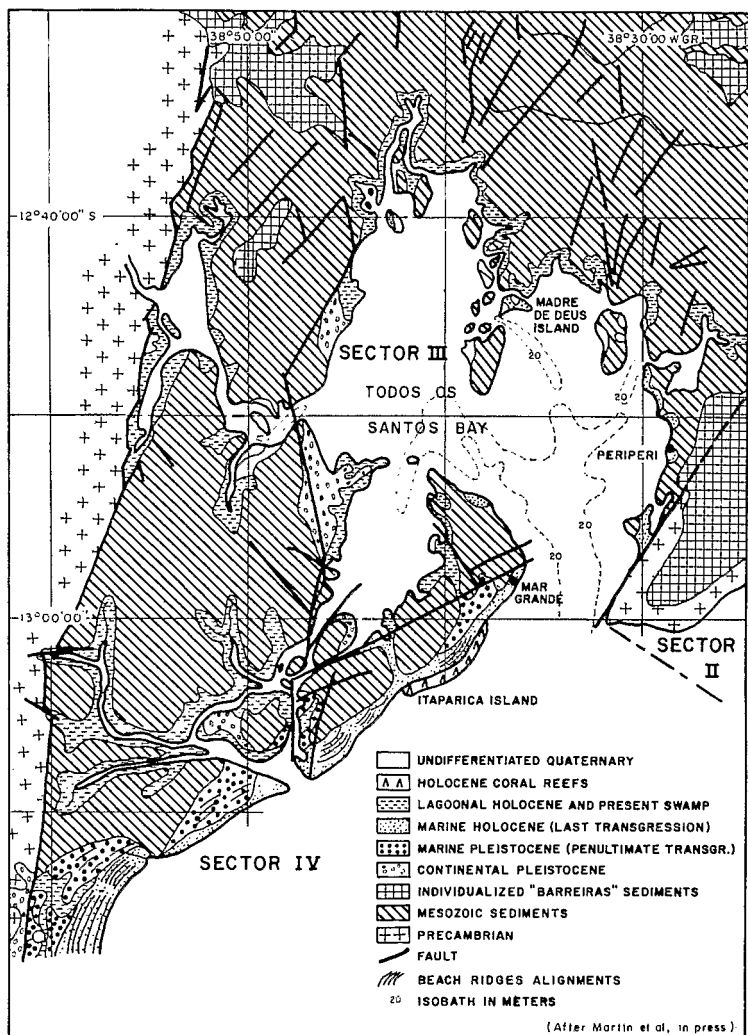 38°50'00"
38°30'00 W GR
12°40'00" S
MADRE
DE DEUS
ISLAND
20
SECTOR III
20
TODOS OS
SANTOS BAY
PERIPERI
20
20
MAR
GRANDE
13°00'00"
SECTOR
II
ITAPARICA ISLAND
SECTOR IV
UNDIFFERENTIATED QUATERNARY
HOLOCENE CORAL REEFS
LAGOONAL HOLOCENE AND PRESENT SWAMP
MARINE HOLOCENE (LAST TRANSGRESSION)
MARINE PLEISTOCENE (PENULTIMATE TRANSGR.)
CONTINENTAL PLEISTOCENE
INDIVIDUALIZED "BARREIRAS" SEDIMENTS
MESOZOIC SEDIMENTS
PRECAMBRIAN
FAULT
BEACH RIDGES ALIGNMENTS
20 ISOBATH IN METERS
(After Martin et al, in press)